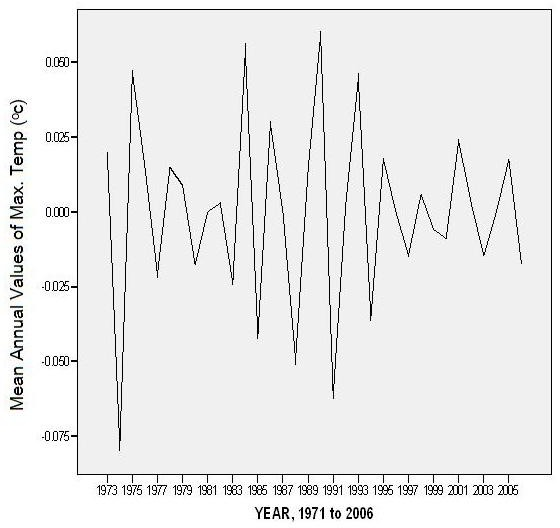 Mean Annual Values of Max. Temp (°c)
0.050
0.025
0.000
-0.025
-0.050
-0.075
1973 1975 1977 1979 1981 1983 1985 1987 1989 1991 1993 1995 1997 1999 2001 2003 2005
YEAR, 1971 to 2006